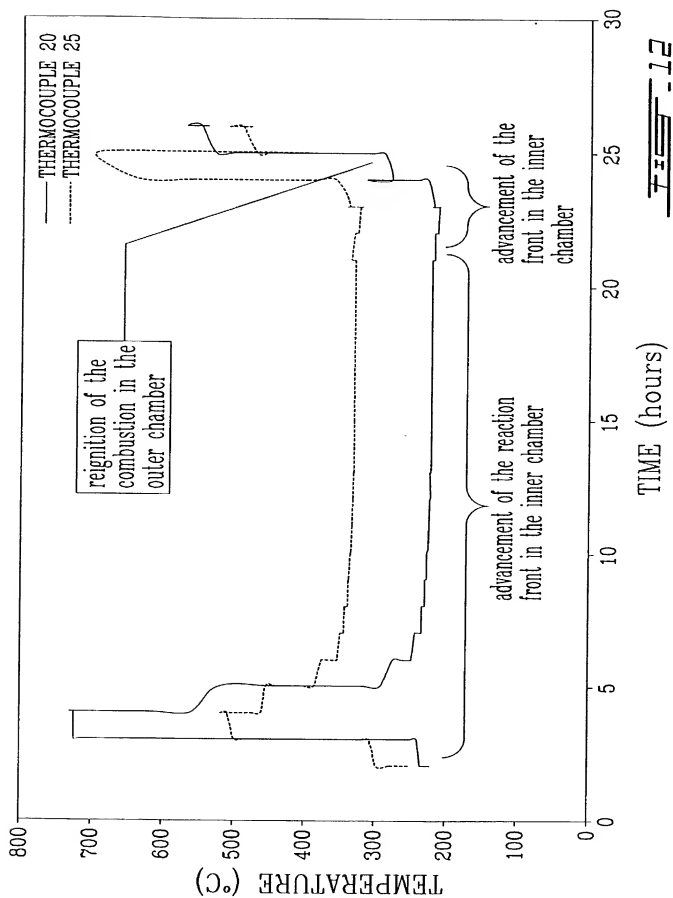 THERMOCOUPLE 20
THERMOCOUPLE 25
reignition of the
combustion in the
outer chamber
advancement of the reaction
front in the inner chamber
advancement of the
front in the inner
chamber
TEMPERATURE (°C)
800
700
600
500
400
300
200
100
0
0
5
10
15
20
25
30
TIME (hours)
FIG. 12